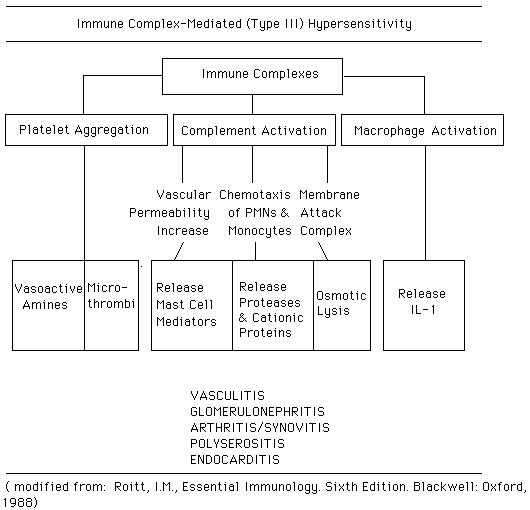 Immune Complex-Mediated (Type III) Hypersensitivity
Immune Complexes
Platelet Aggregation
Complement Activation
Macrophage Activation
Vascular
Permeability
Increase
Chemotaxis
of PMNs &
Monocytes
Membrane
Attack
Complex
Vasoactive
Amines
Micro-
thrombi
Release
Mast Cell
Mediators
Release
Proteases
& Cationic
Proteins
Osmotic
Lysis
Release
IL-1
VASCULITIS
GLOMERULONEPHRITIS
ARTHRITIS/SYNOVITIS
POLYSEROSITIS
ENDOCARDITIS
( modified from: Roitt, I.M., Essential Immunology. Sixth Edition. Blackwell: Oxford,
1988)